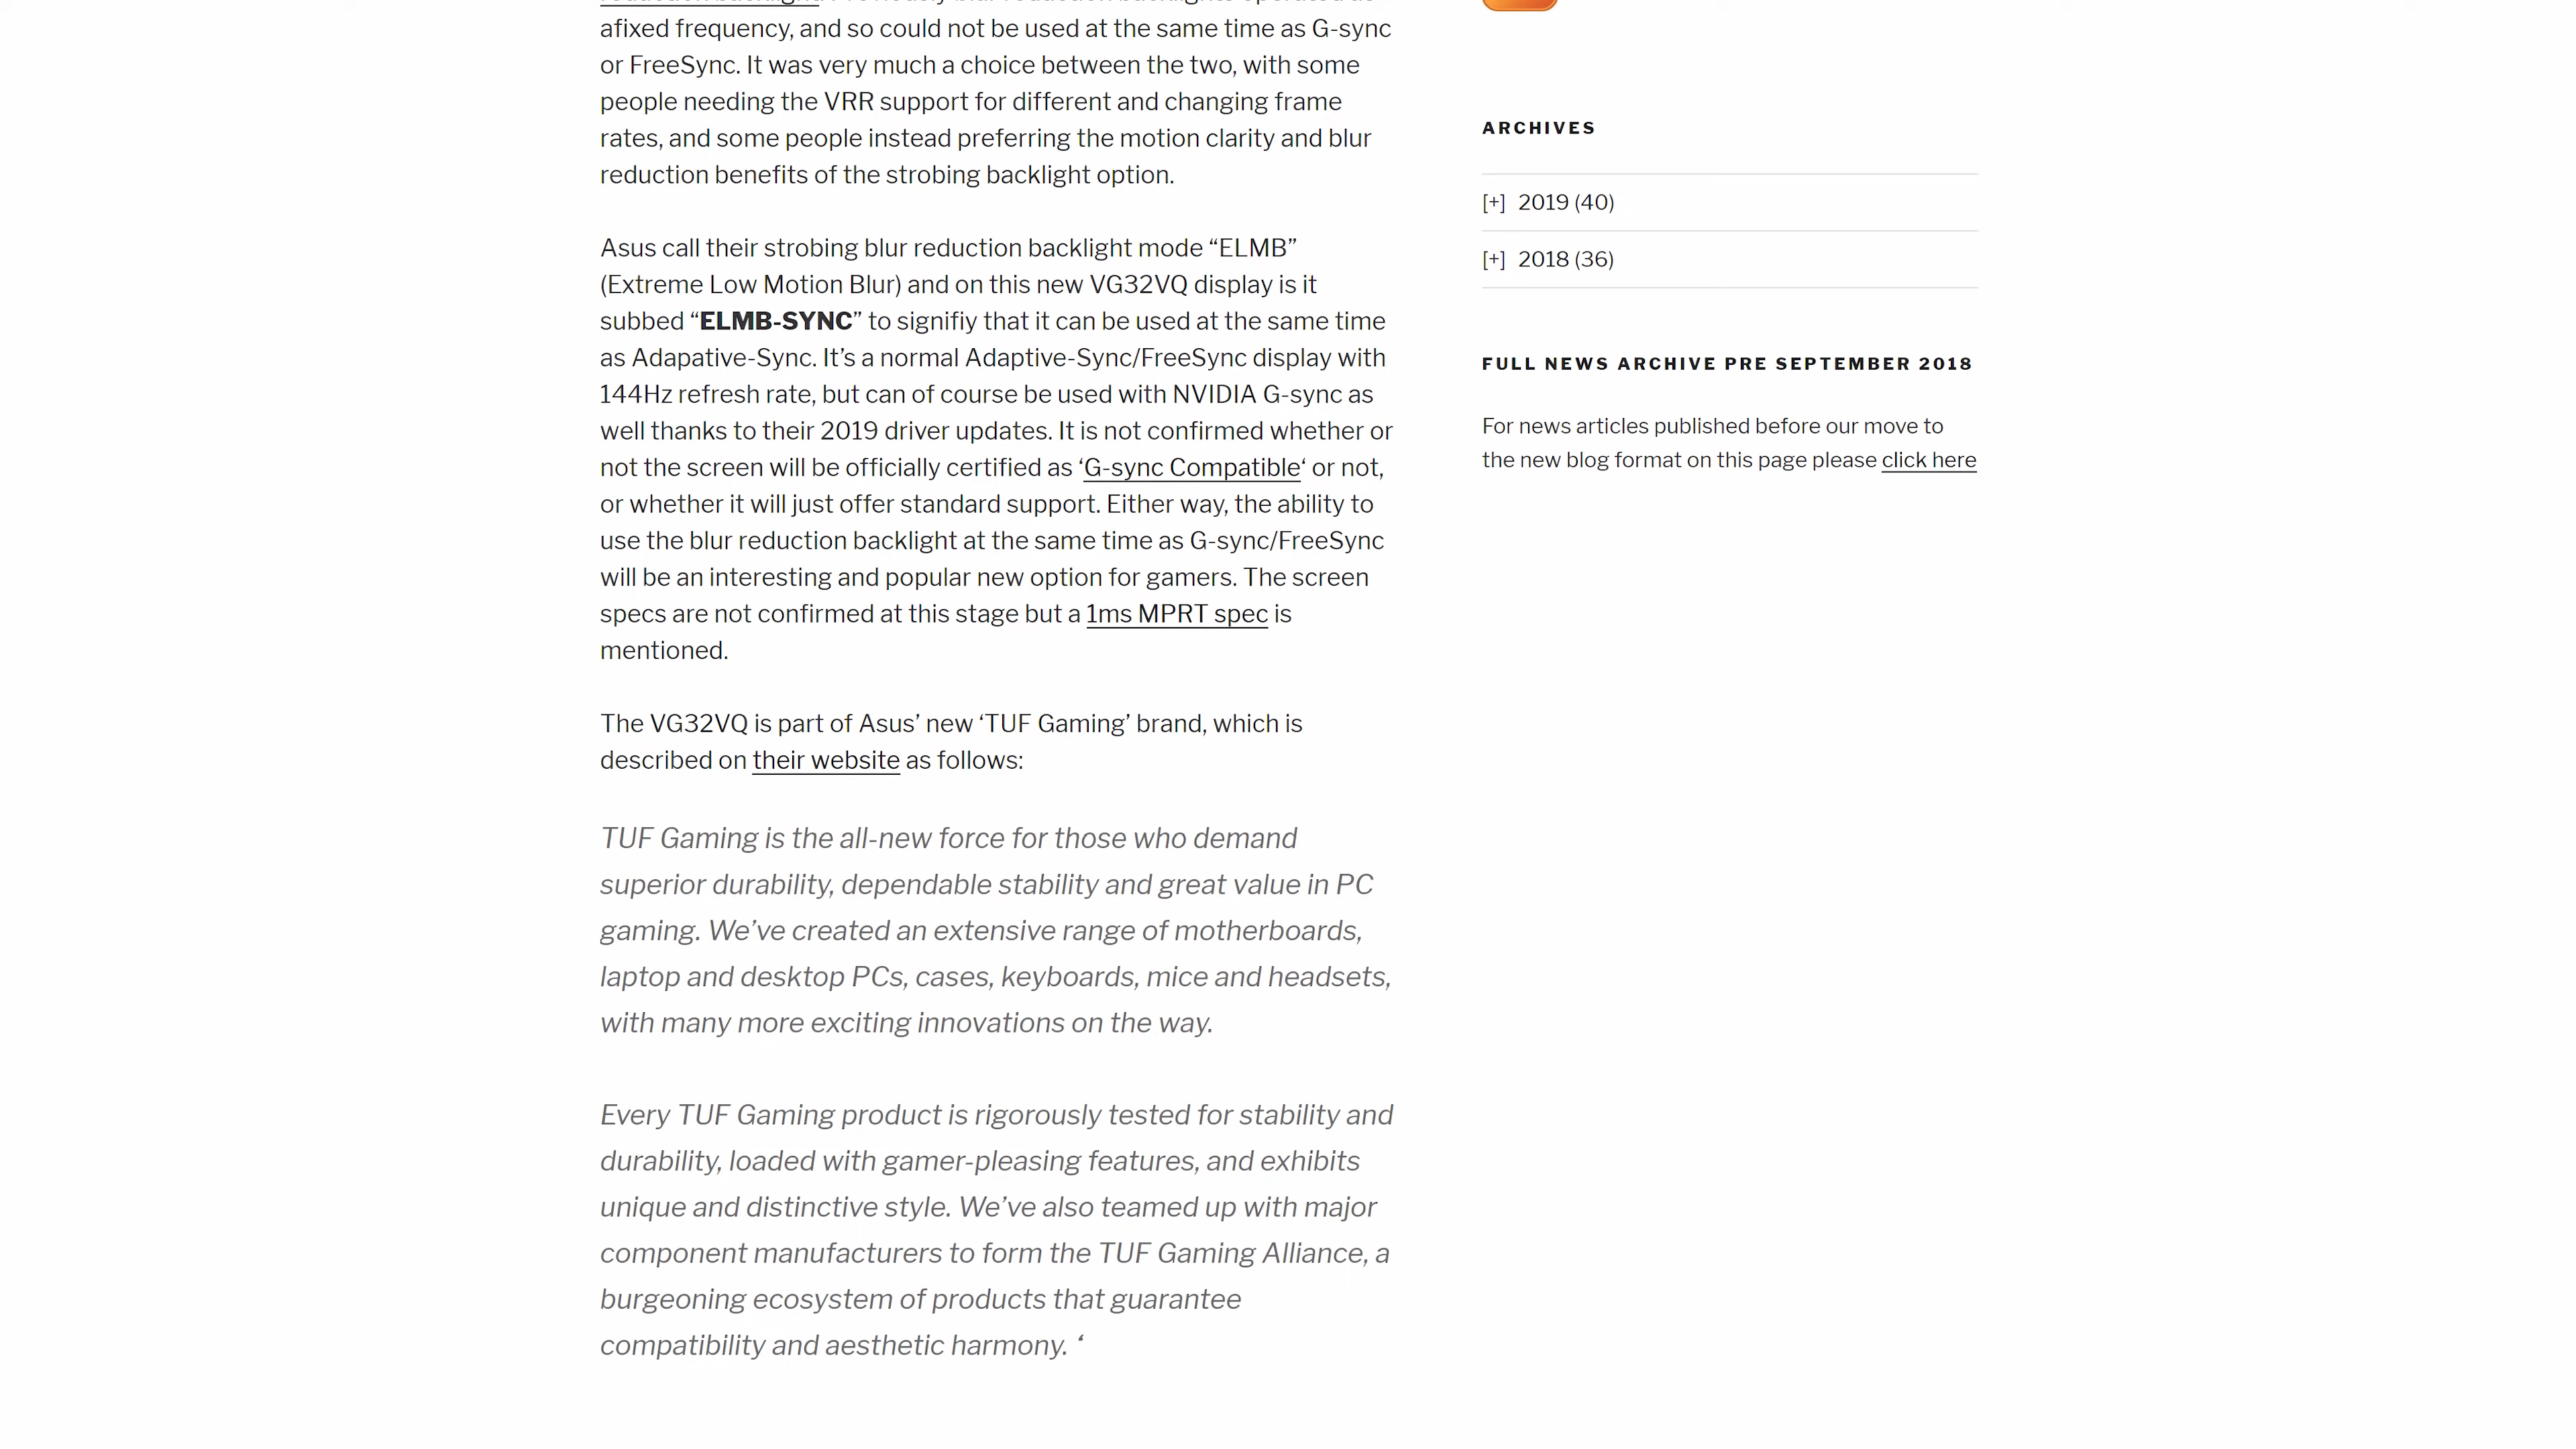 afixed frequency, and so could not be used at the same time as G-sync
or FreeSync. It was very much a choice between the two, with some
people needing the VRR support for different and changing frame
rates, and some people instead preferring the motion clarity and blur
reduction benefits of the strobing backlight option.
Asus call their strobing blur reduction backlight mode “ELMB”
(Extreme Low Motion Blur) and on this new VG32VQ display is it
subbed “ELMB-SYNC” to signifiy that it can be used at the same time
as Adapative-Sync. It’s a normal Adaptive-Sync/FreeSync display with
144Hz refresh rate, but can of course be used with NVIDIA G-sync as
well thanks to their 2019 driver updates. It is not confirmed whether or
not the screen will be officially certified as ‘G-sync Compatible‘ or not,
or whether it will just offer standard support. Either way, the ability to
use the blur reduction backlight at the same time as G-sync/FreeSync
will be an interesting and popular new option for gamers. The screen
specs are not confirmed at this stage but a 1ms MPRT spec is
mentioned.
The VG32VQ is part of Asus’ new ‘TUF Gaming’ brand, which is
described on their website as follows:
TUF Gaming is the all-new force for those who demand
superior durability, dependable stability and great value in PC
gaming. We’ve created an extensive range of motherboards,
laptop and desktop PCs, cases, keyboards, mice and headsets,
with many more exciting innovations on the way.
Every TUF Gaming product is rigorously tested for stability and
durability, loaded with gamer-pleasing features, and exhibits
unique and distinctive style. We’ve also teamed up with major
component manufacturers to form the TUF Gaming Alliance, a
burgeoning ecosystem of products that guarantee
compatibility and aesthetic harmony. ‘
ARCHIVES
[+] 2019 (40)
[+] 2018 (36)
FULL NEWS ARCHIVE PRE SEPTEMBER 2018
For news articles published before our move to
the new blog format on this page please click here